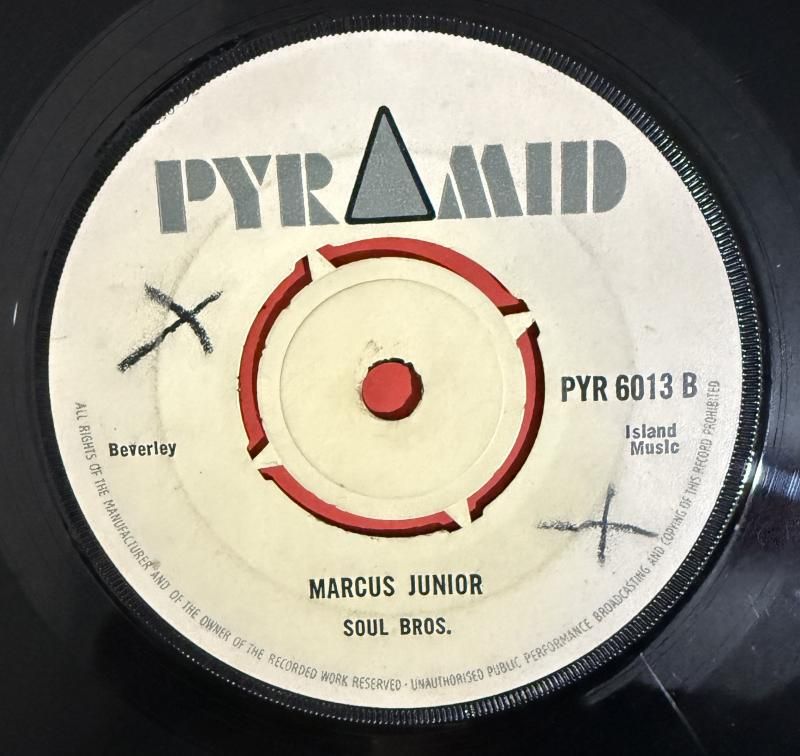 PYRAMID
PYR 6013 B
Beverley
Island
Music
MARCUS JUNIOR
SOUL BROS.
ALL RIGHTS OF THE MANUFACTURER AND OF THE OWNER OF THE RECORDED WORK RESERVED · UNAUTHORISED PUBLIC PERFORMANCE BROADCASTING AND COPYING OF THIS RECORD PROHIBITED